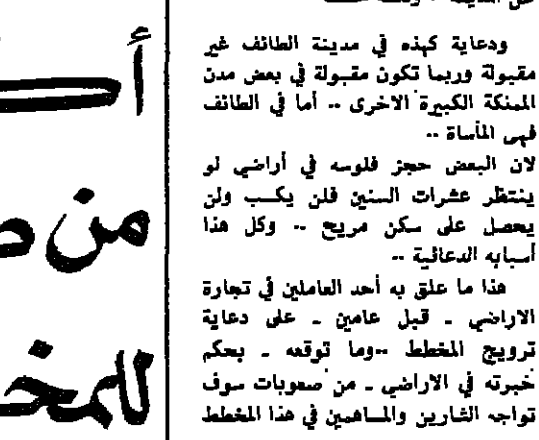 ودعاية كهذه في مدينة الطائف غير
مقبولة وربما تكون مقبولة في بعض مدن
المملكة الكبيرة الاخرى .. أما في الطائف
فهى المأساة ..
لان البعض حجز فلوسه في أراضي لو
ينتظر عشرات السنين فلن يكسب ولن
يحصل على سكن مريح .. وكل هذا
أسبابه الدعائية ..
هذا ما علق به أحد العاملين في تجارة
الاراضي - قبل عامين - على دعاية
ترويج المخطط .. وما توقعه - بحكم
خبرته في الاراضي - من صعوبات سوف
تواجه الشارين والمساهمين في هذا المخطط
من